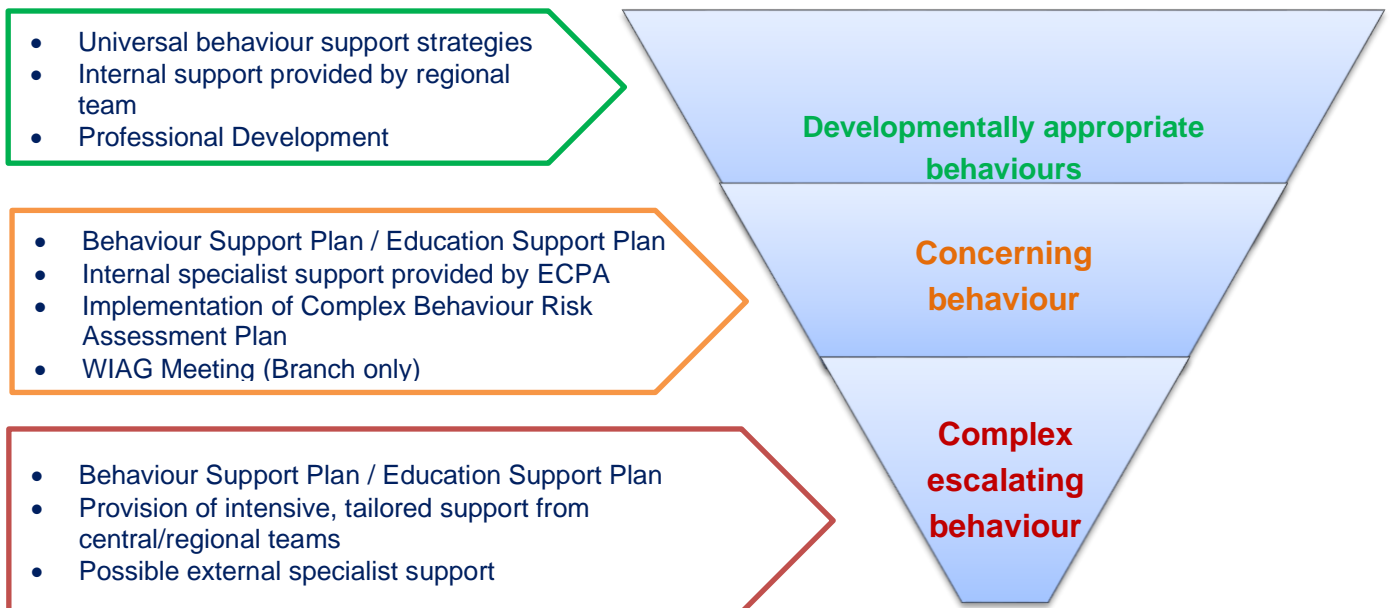 • Universal behaviour support strategies
• Internal support provided by regional
team
• Professional Development
Developmentally appropriate
behaviours
• Behaviour Support Plan / Education Support Plan
• Internal specialist support provided by ECPA
• Implementation of Complex Behaviour Risk
Assessment Plan
• WIAG Meeting (Branch only)
Concerning
behaviour
• Behaviour Support Plan / Education Support Plan
• Provision of intensive, tailored support from
central/regional teams
• Possible external specialist support
Complex
escalating
behaviour